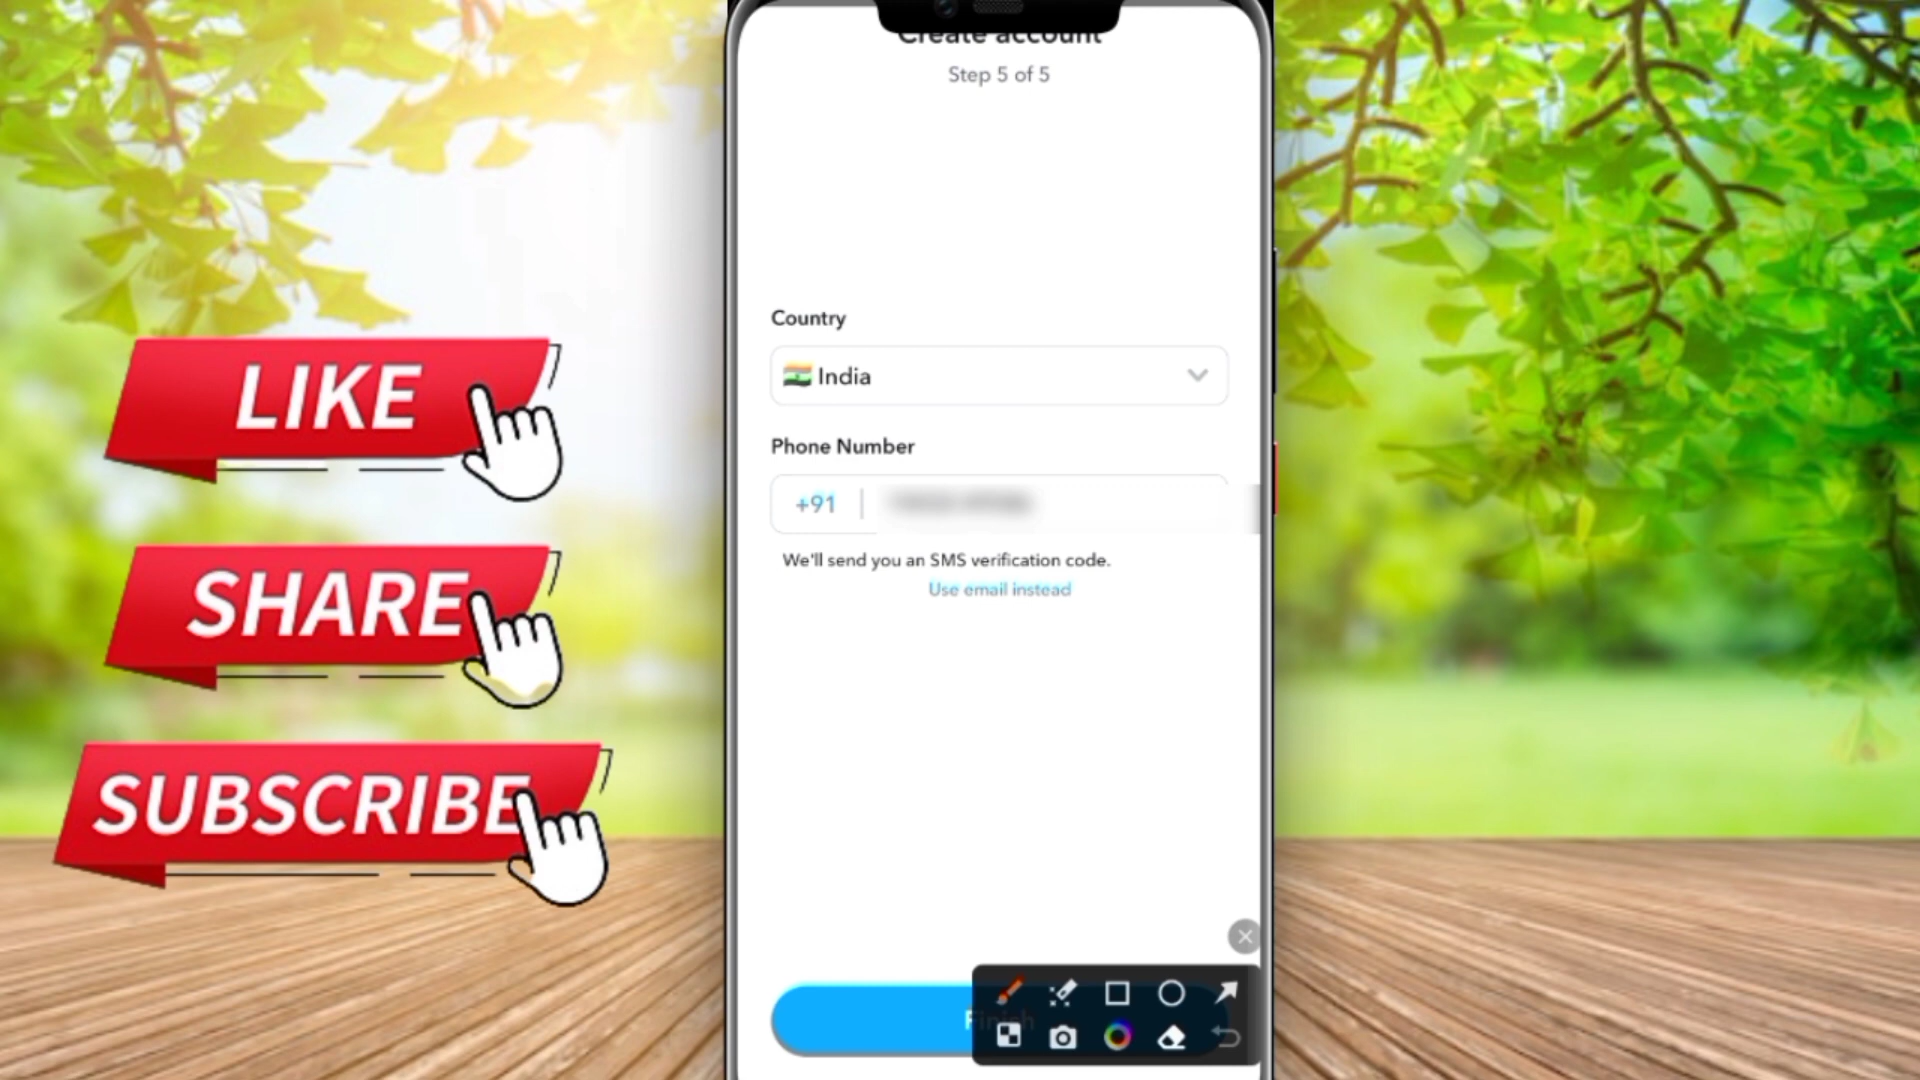 LIKE
SHARE
SUBSCRIBE
Create account
Step 5 of 5
Country
India
Phone Number
+91
We'll send you an SMS verification code.
Use email instead
Finish